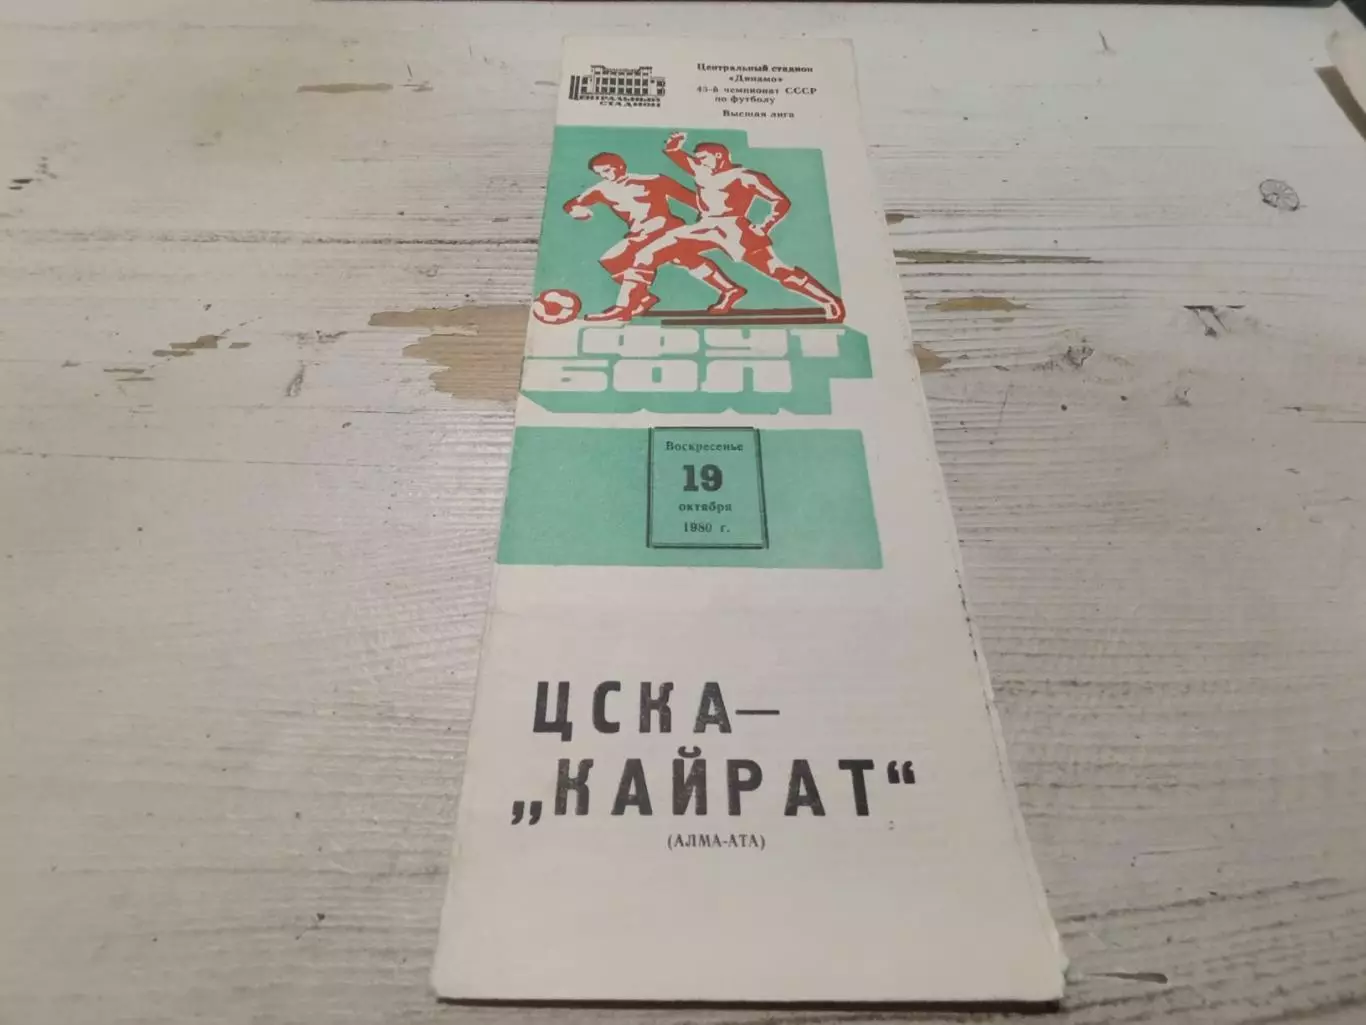 ЦЕНТРАЛЬНЫЙ
СТАДИОН
Центральный стадион
«Динамо»
43-й чемпионат СССР
по футболу
Высшая лига
ФУТ
БОЛ
Воскресенье
19
октября
1980 г.
ЦСКА—
„КАЙРАТ“
(АЛМА-АТА)